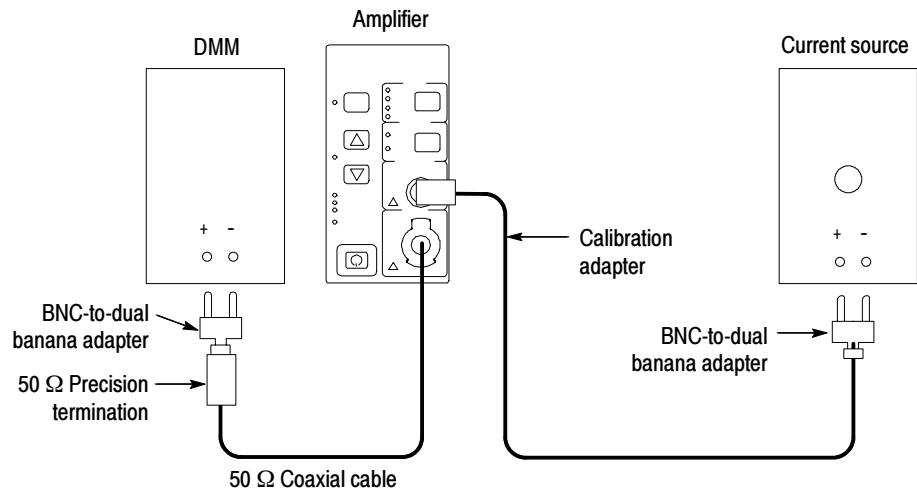 Amplifier
DMM
Current source
+ -
+ -
Calibration
adapter
BNC-to-dual
banana adapter
BNC-to-dual
banana adapter
50 Ω Precision
termination
50 Ω Coaxial cable